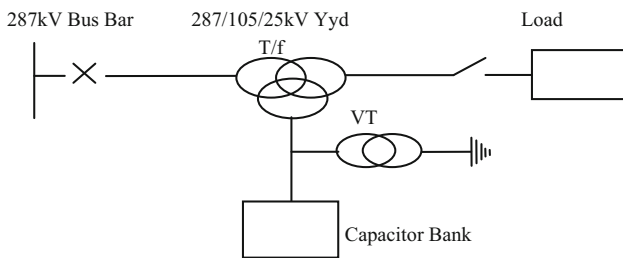 287kV Bus Bar
287/105/25kV Yyd
Load
T/f
VT
Capacitor Bank